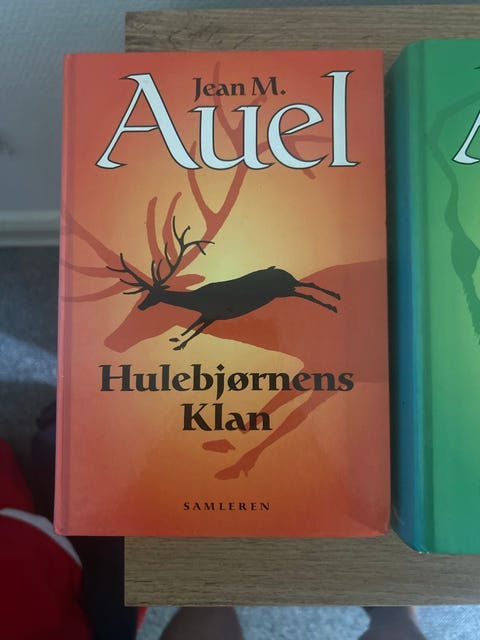 Jean M.
Auel
Hulebjørnens
Klan
SAMLEREN